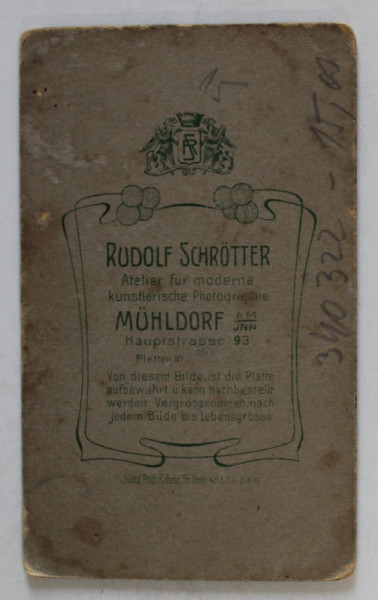 15
RS
RUDOLF SCHRÖTTER
Atelier für moderne
künstlerische Photographie
MÜHLDORF AM JNN
Hauptstrasse 93
Platten Nr.
Von diesem Bilde ist die Platte
aufbewahrt u. kann nachbestellt
werden. Vergrösserungen nach
jedem Bilde bis Lebensgrösse
340322 - 15,00